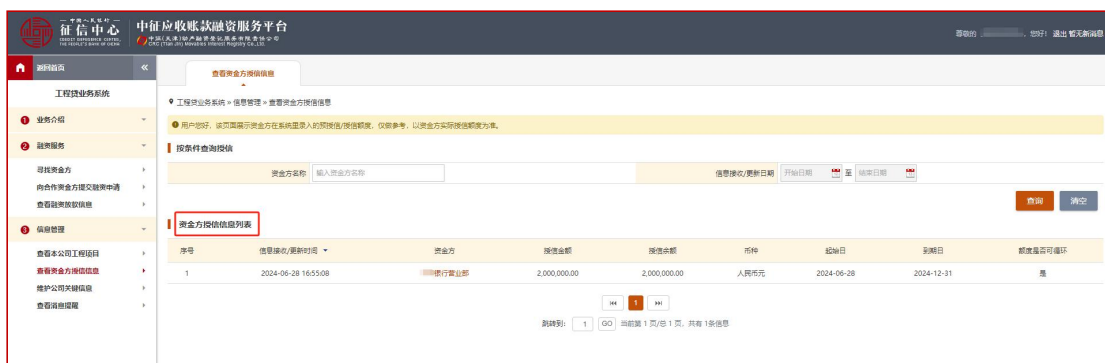 中国人民银行
征信中心
CREDIT REFERENCE CENTER,
THE PEOPLE'S BANK OF CHINA
中征应收账款融资服务平台
中征(天津)动产融资登记服务有限责任公司
CRC (Tian Jin) Movables Interest Registry Co., Ltd.
尊敬的 ,您好! 退出 暂无新消息
返回首页 «
查看资金方授信信息
工程贷业务系统
工程贷业务系统 » 信息管理 » 查看资金方授信信息
1 业务介绍
用户您好,该页面展示资金方在系统里录入的预授信/授信额度,仅做参考,以资金方实际授信额度为准。
2 融资服务
按条件查询授信
寻找资金方
资金方名称 输入资金方名称 信息接收/更新日期 开始日期 至 结束日期
向合作资金方提交融资申请
查看融资放款信息
查询 清空
3 信息管理
资金方授信信息列表
查看本公司工程项目
序号 信息接收/更新时间 资金方 授信金额 授信余额 币种 起始日 到期日 额度是否可循环
查看资金方授信信息
1 2024-06-28 16:55:08 银行营业部 2,000,000.00 2,000,000.00 人民币元 2024-06-28 2024-12-31 是
维护公司关键信息
查看消息提醒
1
跳转到: 1 GO 当前第 1 页/总 1 页,共有 1条信息